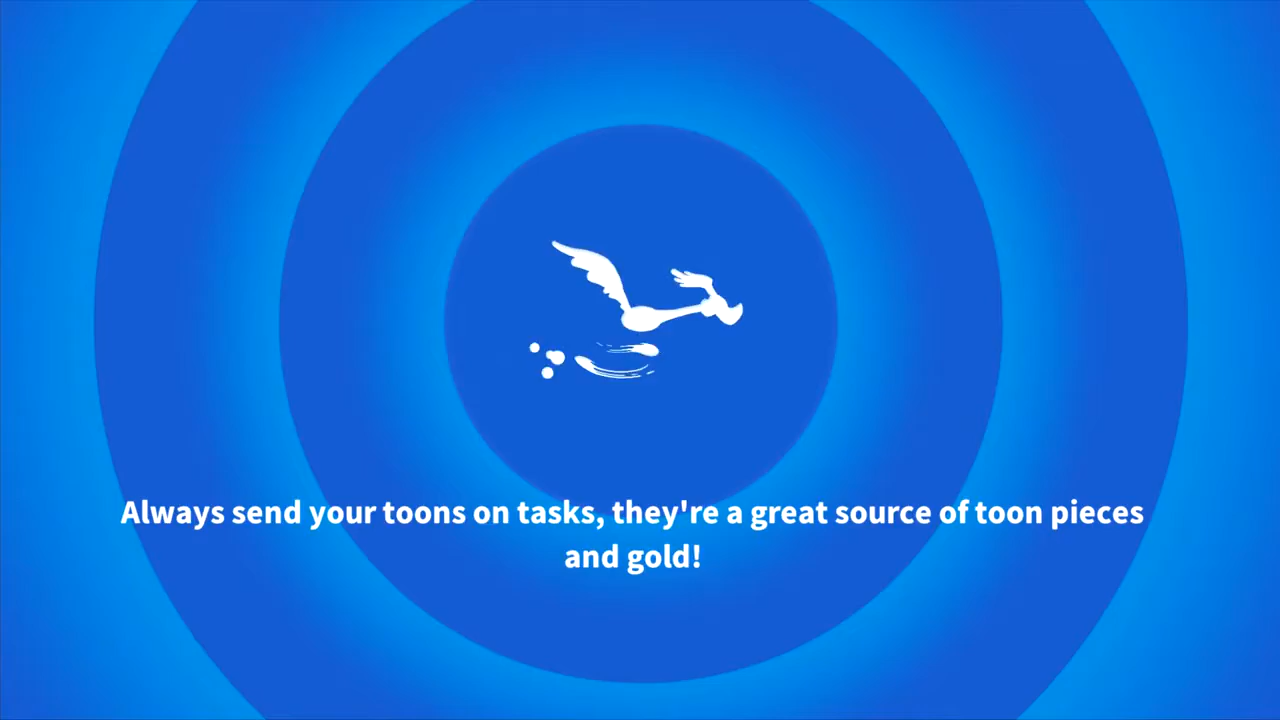 Always send your toons on tasks, they're a great source of toon pieces
and gold!